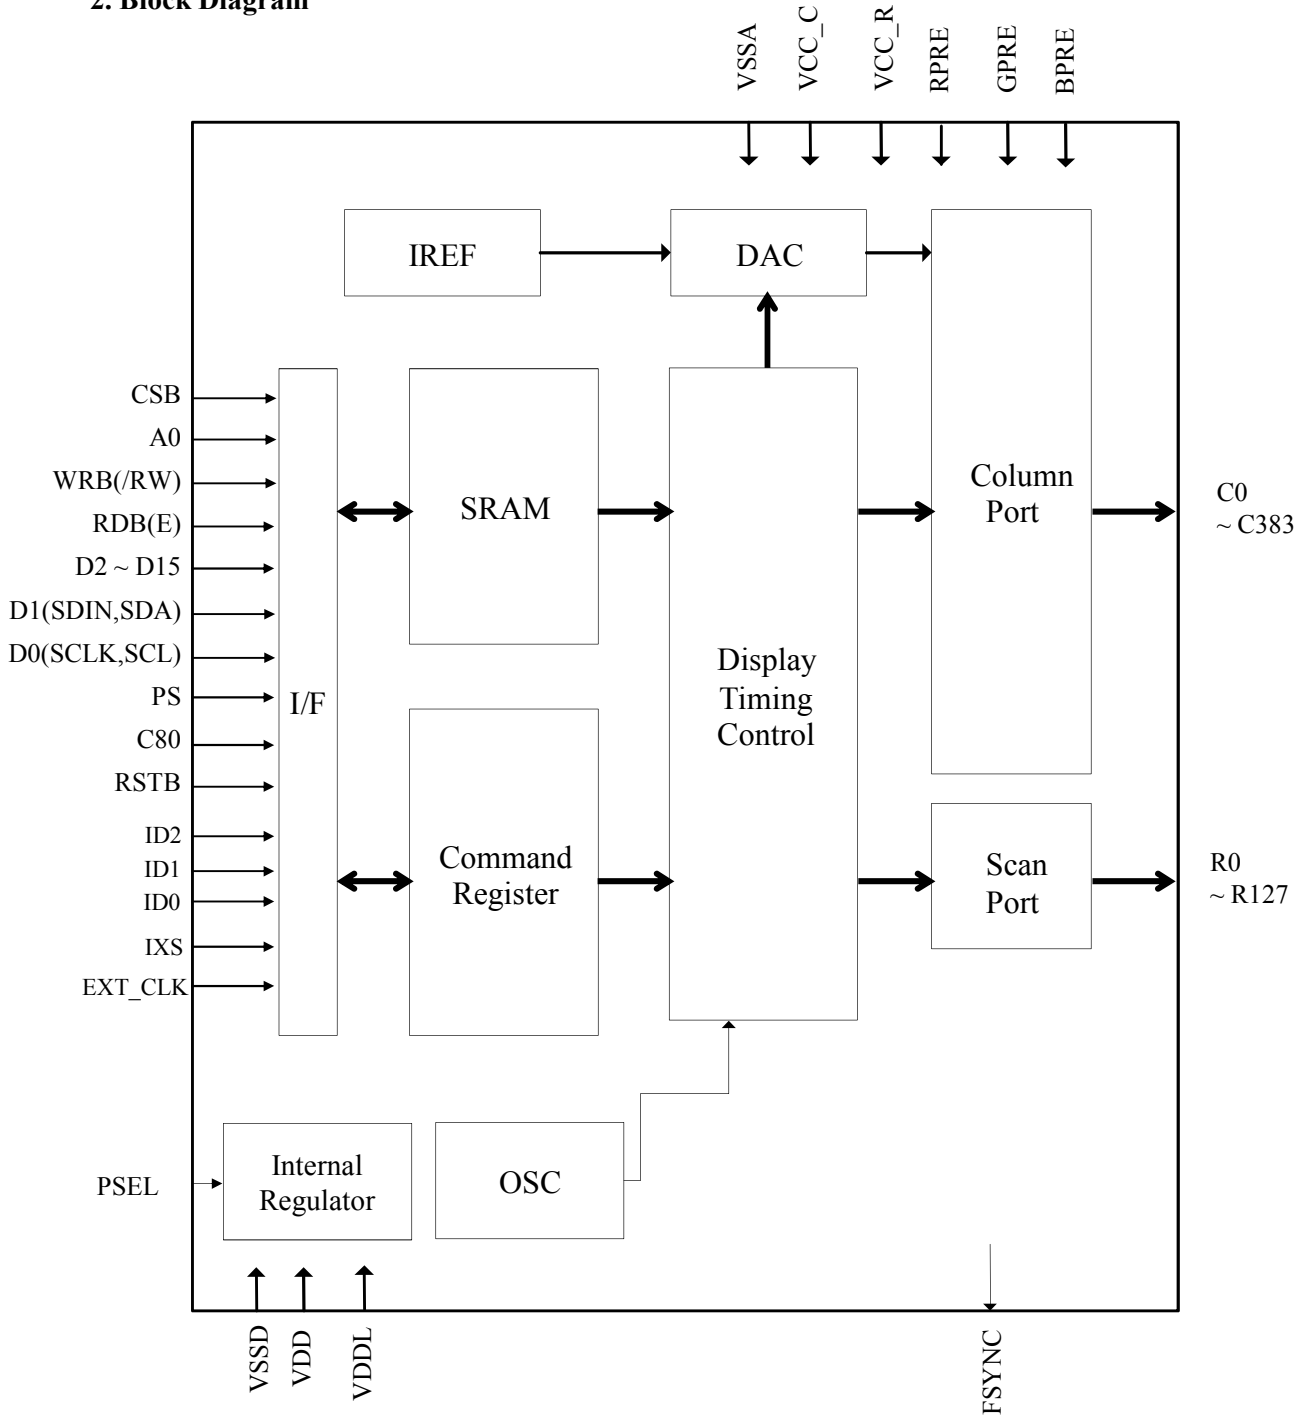 2. Block Diagram
VSSA
VCC_C
VCC_R
RPRE
GPRE
BPRE
IREF
DAC
CSB
A0
WRB(/RW)
RDB(E)
D2 ~ D15
D1(SDIN,SDA)
D0(SCLK,SCL)
PS
C80
RSTB
ID2
ID1
ID0
IXS
EXT_CLK
I/F
SRAM
Command
Register
Display
Timing
Control
Column
Port
Scan
Port
C0
~ C383
R0
~ R127
PSEL
Internal
Regulator
OSC
VSSD
VDD
VDDL
FSYNC